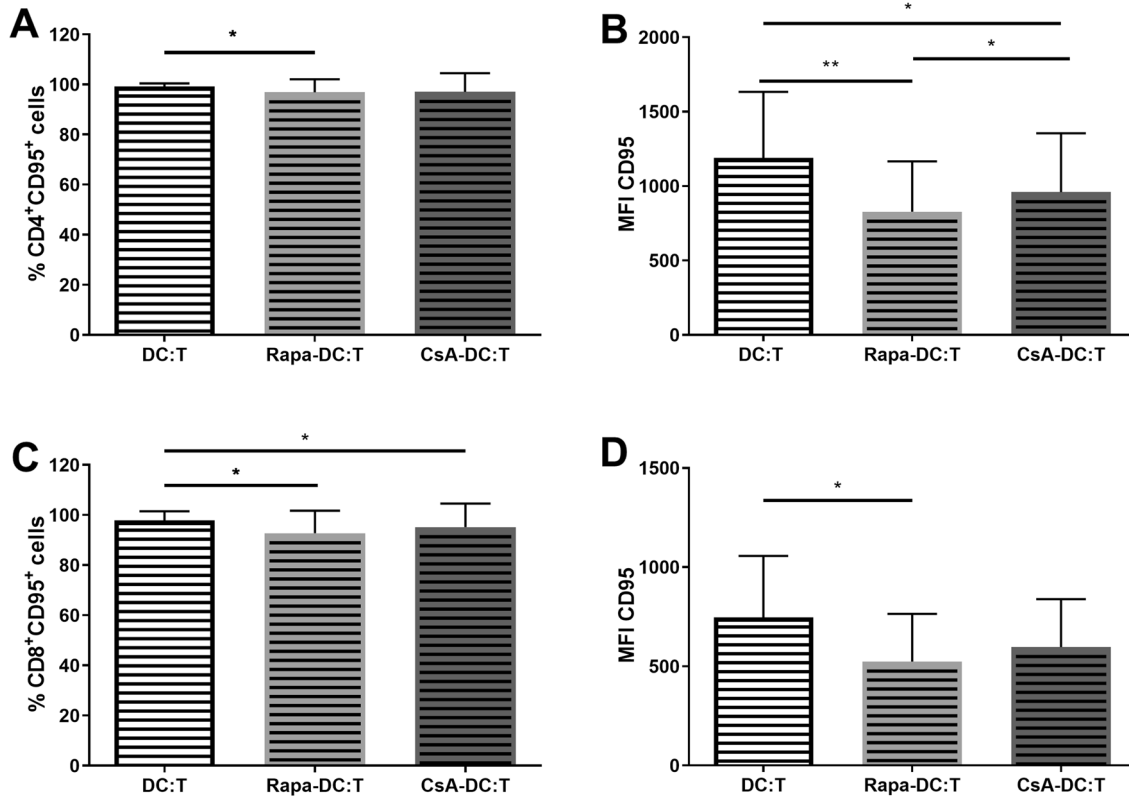 A
% CD4⁺CD95⁺ cells
120
100
80
60
40
20
0
*
DC:T Rapa-DC:T CsA-DC:T
B
MFI CD95
2000
1500
1000
500
0
*
**
*
DC:T Rapa-DC:T CsA-DC:T
C
% CD8⁺CD95⁺ cells
120
100
80
60
40
20
0
*
*
DC:T Rapa-DC:T CsA-DC:T
D
MFI CD95
1500
1000
500
0
*
DC:T Rapa-DC:T CsA-DC:T